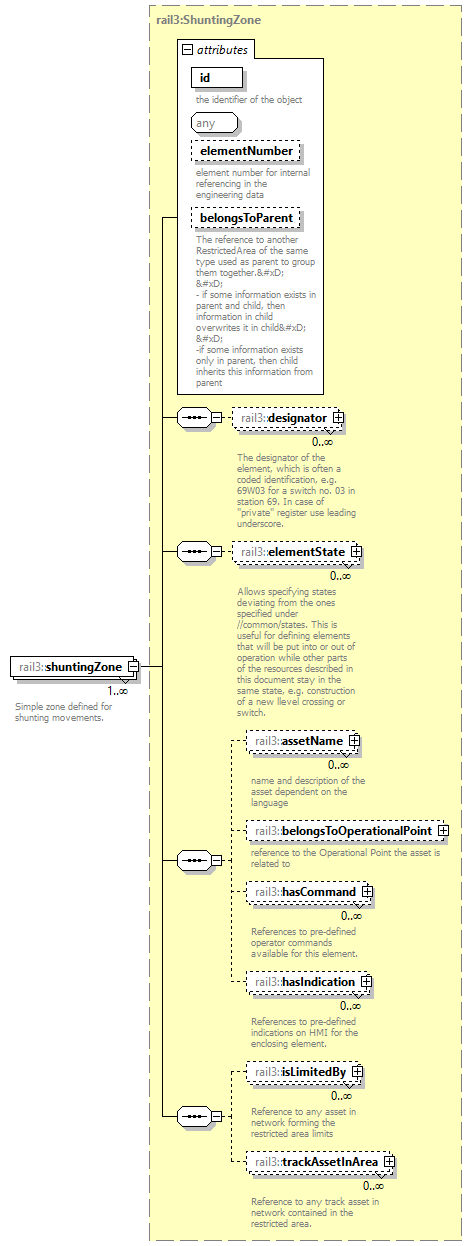 rail3:ShuntingZone
attributes
id
the identifier of the object
any
elementNumber
element number for internal
referencing in the
engineering data
belongsToParent
The reference to another
RestrictedArea of the same
type used as parent to group
them together.&#xD;
&#xD;
- if some information exists in
parent and child, then
information in child
overwrites it in child&#xD;
&#xD;
-if some information exists
only in parent, then child
inherits this information from
parent
rail3::designator
0..∞
The designator of the
element, which is often a
coded identification, e.g.
69W03 for a switch no. 03 in
station 69. In case of
"private" register use leading
underscore.
rail3::elementState
0..∞
Allows specifying states
deviating from the ones
specified under
//common/states. This is
useful for defining elements
that will be put into or out of
operation while other parts
of the resources described in
this document stay in the
same state, e.g. construction
of a new llevel crossing or
switch.
rail3::shuntingZone
1..∞
Simple zone defined for
shunting movements.
rail3::assetName
0..∞
name and description of the
asset dependent on the
language
rail3::belongsToOperationalPoint
reference to the Operational Point the asset is
related to
rail3::hasCommand
0..∞
References to pre-defined
operator commands
available for this element.
rail3::hasIndication
0..∞
References to pre-defined
indications on HMI for the
enclosing element.
rail3::isLimitedBy
0..∞
Reference to any asset in
network forming the
restricted area limits
rail3::trackAssetInArea
0..∞
Reference to any track asset in
network contained in the
restricted area.